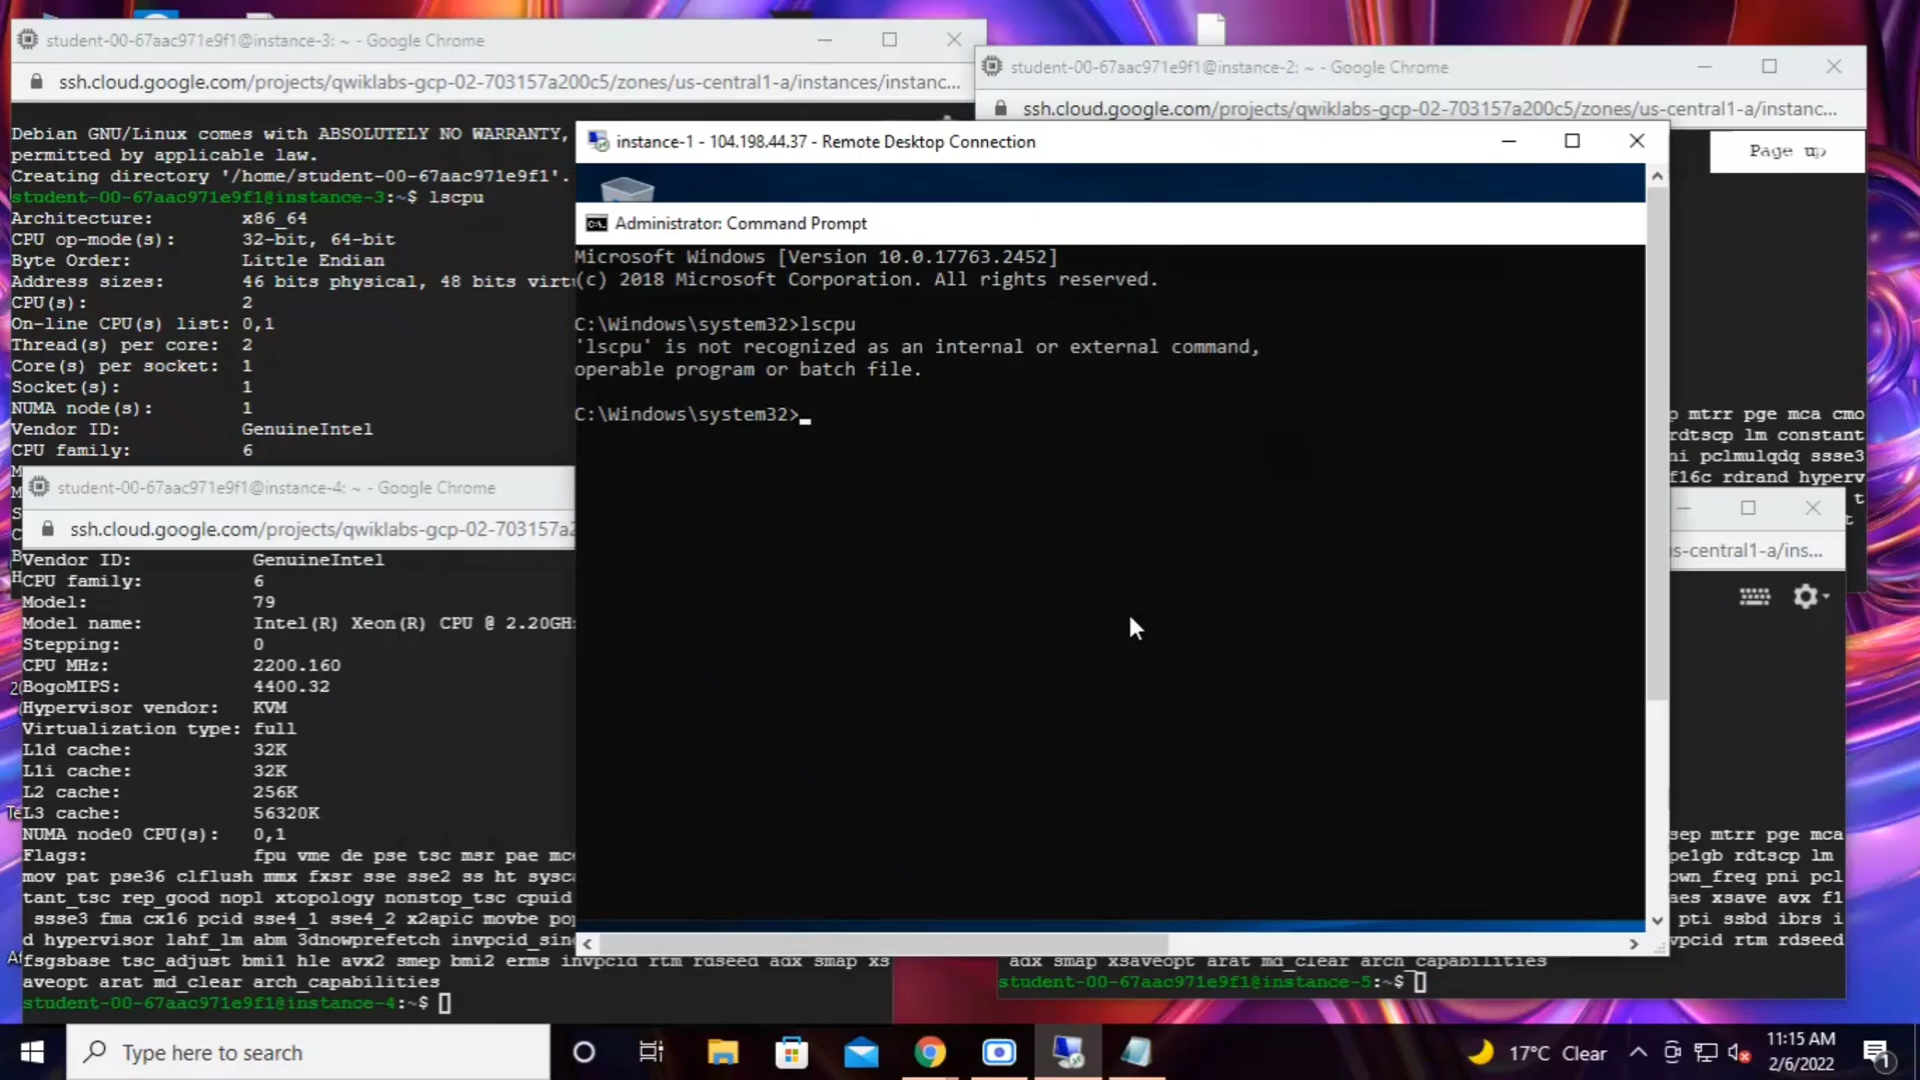 student-00-67aac971e9f1@instance-3: ~ - Google Chrome
ssh.cloud.google.com/projects/qwiklabs-gcp-02-703157a200c5/zones/us-central1-a/instances/instanc...
Debian GNU/Linux comes with ABSOLUTELY NO WARRANTY,
permitted by applicable law.
Creating directory '/home/student-00-67aac971e9f1'.
student-00-67aac971e9f1@instance-3:~$ lscpu
Architecture: x86_64
CPU op-mode(s): 32-bit, 64-bit
Byte Order: Little Endian
Address sizes: 46 bits physical, 48 bits virt
CPU(s): 2
On-line CPU(s) list: 0,1
Thread(s) per core: 2
Core(s) per socket: 1
Socket(s): 1
NUMA node(s): 1
Vendor ID: GenuineIntel
CPU family: 6
student-00-67aac971e9f1@instance-2: ~ - Google Chrome
ssh.cloud.google.com/projects/qwiklabs-gcp-02-703157a200c5/zones/us-central1-a/instanc...
Page up
p mtrr pge mca cmo
rdtscp lm constant
ni pclmulqdq ssse3
f16c rdrand hyperv
t
instance-1 - 104.198.44.37 - Remote Desktop Connection
Administrator: Command Prompt
Microsoft Windows [Version 10.0.17763.2452]
(c) 2018 Microsoft Corporation. All rights reserved.
C:\Windows\system32>lscpu
'lscpu' is not recognized as an internal or external command,
operable program or batch file.
C:\Windows\system32>
student-00-67aac971e9f1@instance-4: ~ - Google Chrome
ssh.cloud.google.com/projects/qwiklabs-gcp-02-703157a2
Vendor ID: GenuineIntel
CPU family: 6
Model: 79
Model name: Intel(R) Xeon(R) CPU @ 2.20GH
Stepping: 0
CPU MHz: 2200.160
BogoMIPS: 4400.32
Hypervisor vendor: KVM
Virtualization type: full
L1d cache: 32K
L1i cache: 32K
L2 cache: 256K
L3 cache: 56320K
NUMA node0 CPU(s): 0,1
Flags: fpu vme de pse tsc msr pae mc
mov pat pse36 clflush mmx fxsr sse sse2 ss ht sysc
tant_tsc rep_good nopl xtopology nonstop_tsc cpuid
ssse3 fma cx16 pcid sse4_1 sse4_2 x2apic movbe po
d hypervisor lahf_lm abm 3dnowprefetch invpcid_sin
fsgsbase tsc_adjust bmi1 hle avx2 smep bmi2 erms invpcid rtm rdseed adx smap xs
aveopt arat md_clear arch_capabilities
student-00-67aac971e9f1@instance-4:~$
s-central1-a/ins...
sep mtrr pge mca
pe1gb rdtscp lm
own_freq pni pcl
aes xsave avx f1
pti ssbd ibrs i
vpcid rtm rdseed
adx smap xsaveopt arat md_clear arch_capabilities
student-00-67aac971e9f1@instance-5:~$
Type here to search
17°C Clear
11:15 AM
2/6/2022
1